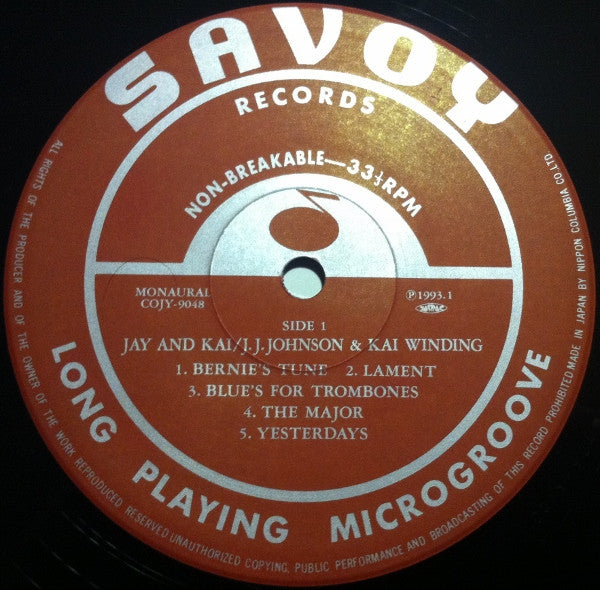 SAVOY
RECORDS
NON-BREAKABLE—33⅓RPM
MONAURAL
COJY-9048
Ⓟ1993.1
SIDE 1
JAY AND KAI/J.J.JOHNSON & KAI WINDING
1. BERNIE'S TUNE 2. LAMENT
3. BLUE'S FOR TROMBONES
4. THE MAJOR
5. YESTERDAYS
LONG PLAYING MICROGROOVE
ALL RIGHTS OF THE PRODUCER AND OF THE OWNER OF THE WORK REPRODUCED RESERVED UNAUTHORIZED COPYING, PUBLIC PERFORMANCE AND BROADCASTING OF THIS RECORD PROHIBITED MADE IN JAPAN BY NIPPON COLUMBIA CO. LTD